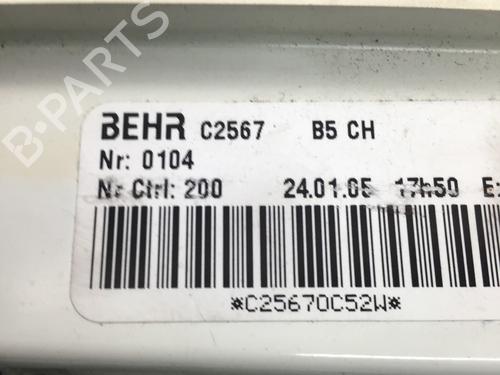 BEHR C2567 B5 CH
Nr: 0104
Nr Ctrl: 200 24.01.05 17h50
*C25670C52W*
B-PARTS